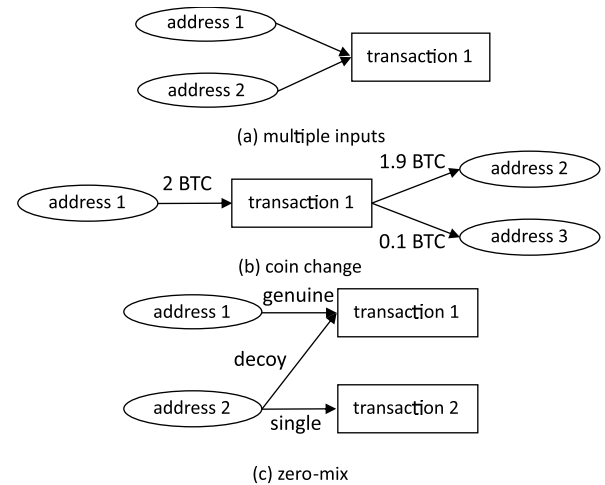 address 1
transaction 1
address 2
(a) multiple inputs
1.9 BTC
address 2
2 BTC
address 1
transaction 1
0.1 BTC
address 3
(b) coin change
genuine
address 1
transaction 1
decoy
address 2
transaction 2
single
(c) zero-mix